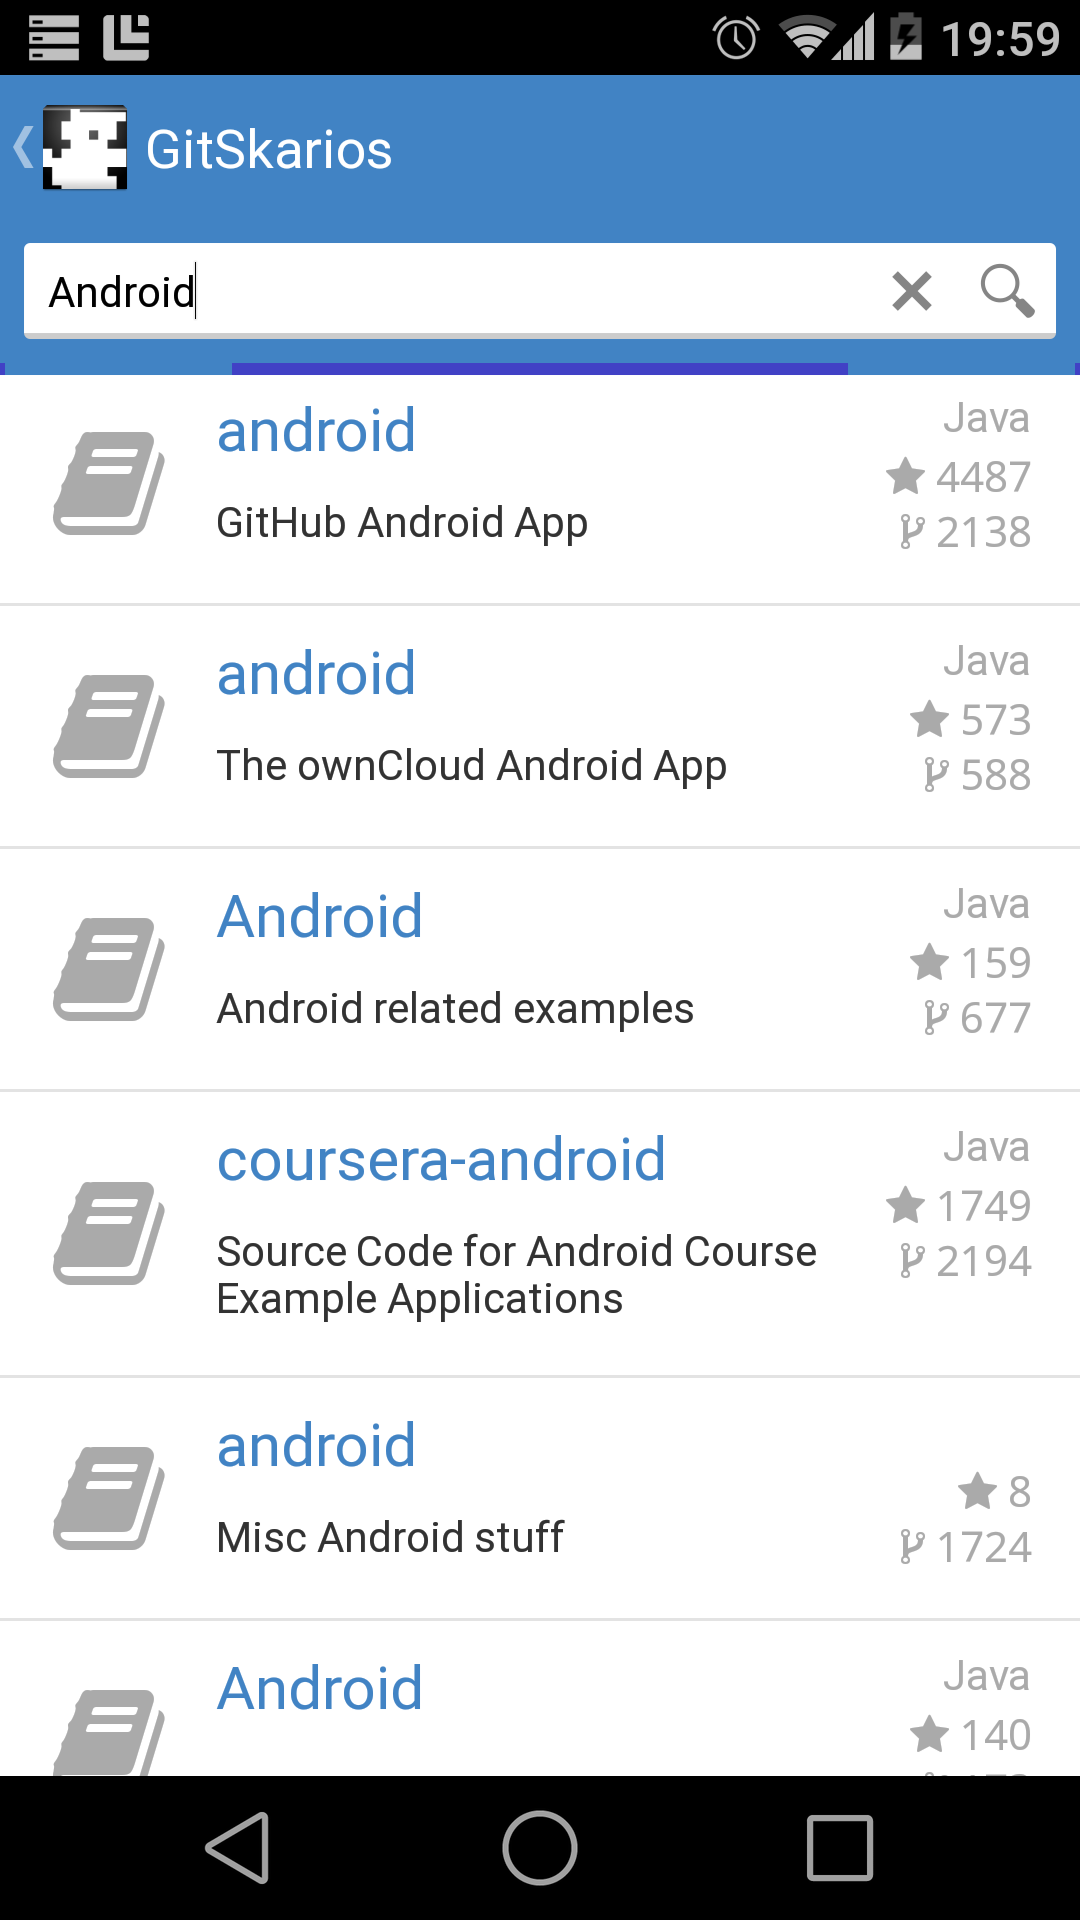 19:59
GitSkarios
Android
android
Java
4487
GitHub Android App
2138
android
Java
573
The ownCloud Android App
588
Android
Java
159
Android related examples
677
coursera-android
Java
1749
Source Code for Android Course
Example Applications
2194
android
8
Misc Android stuff
1724
Android
Java
140